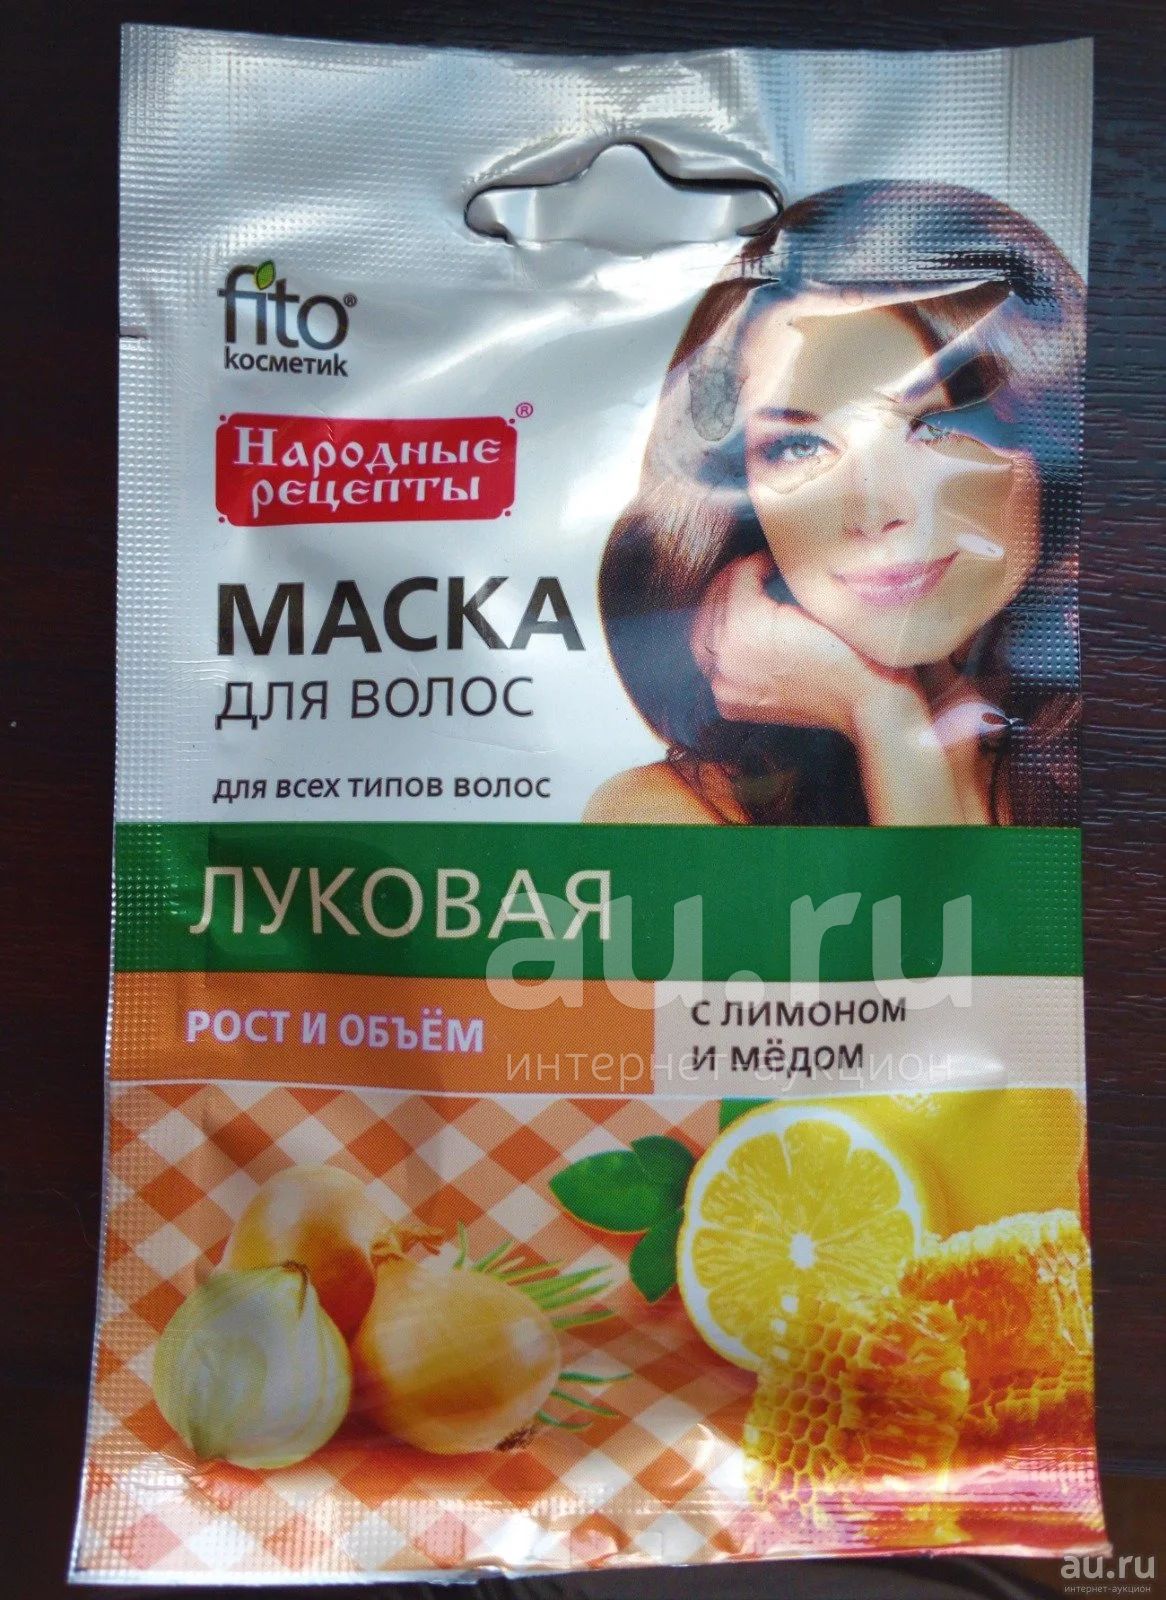 fito®
косметик
Народные ®
рецепты
МАСКА
ДЛЯ ВОЛОС
для всех типов волос
ЛУКОВАЯ
au.ru
РОСТ И ОБЪЁМ
С ЛИМОНОМ
И МЁДОМ
интернет-аукцион
au.ru
интернет-аукцион